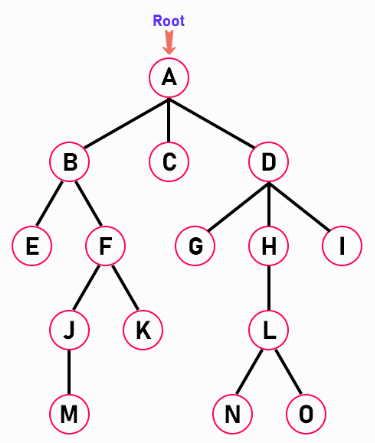 Root
A
B C D
E F G H I
J K L
M N O